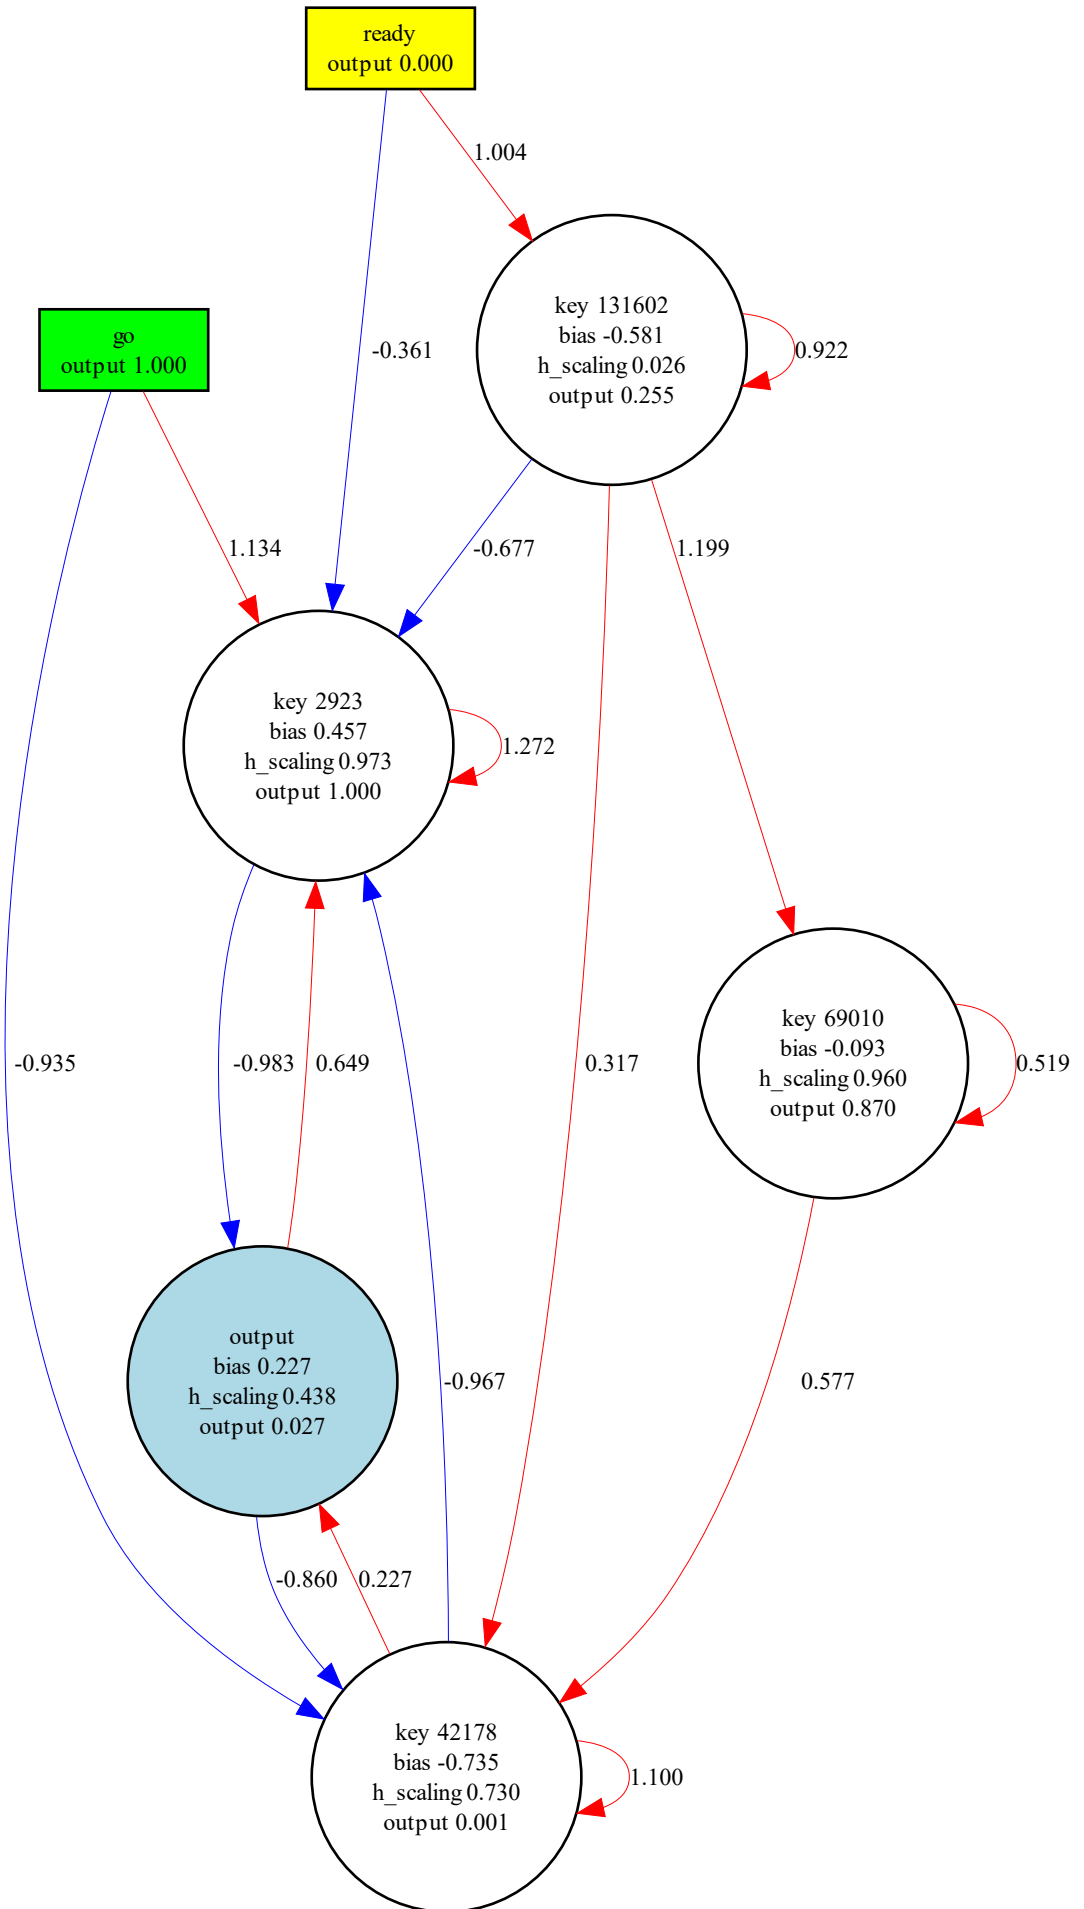 ready
output 0.000
1.004
key 131602
bias -0.581
h_scaling 0.026
output 0.255
0.922
-0.361
go
output 1.000
1.134
-0.677
1.199
key 2923
bias 0.457
h_scaling 0.973
output 1.000
1.272
-0.935
-0.983
0.649
0.317
key 69010
bias -0.093
h_scaling 0.960
output 0.870
0.519
output
bias 0.227
h_scaling 0.438
output 0.027
-0.967
0.577
-0.860
0.227
key 42178
bias -0.735
h_scaling 0.730
output 0.001
1.100